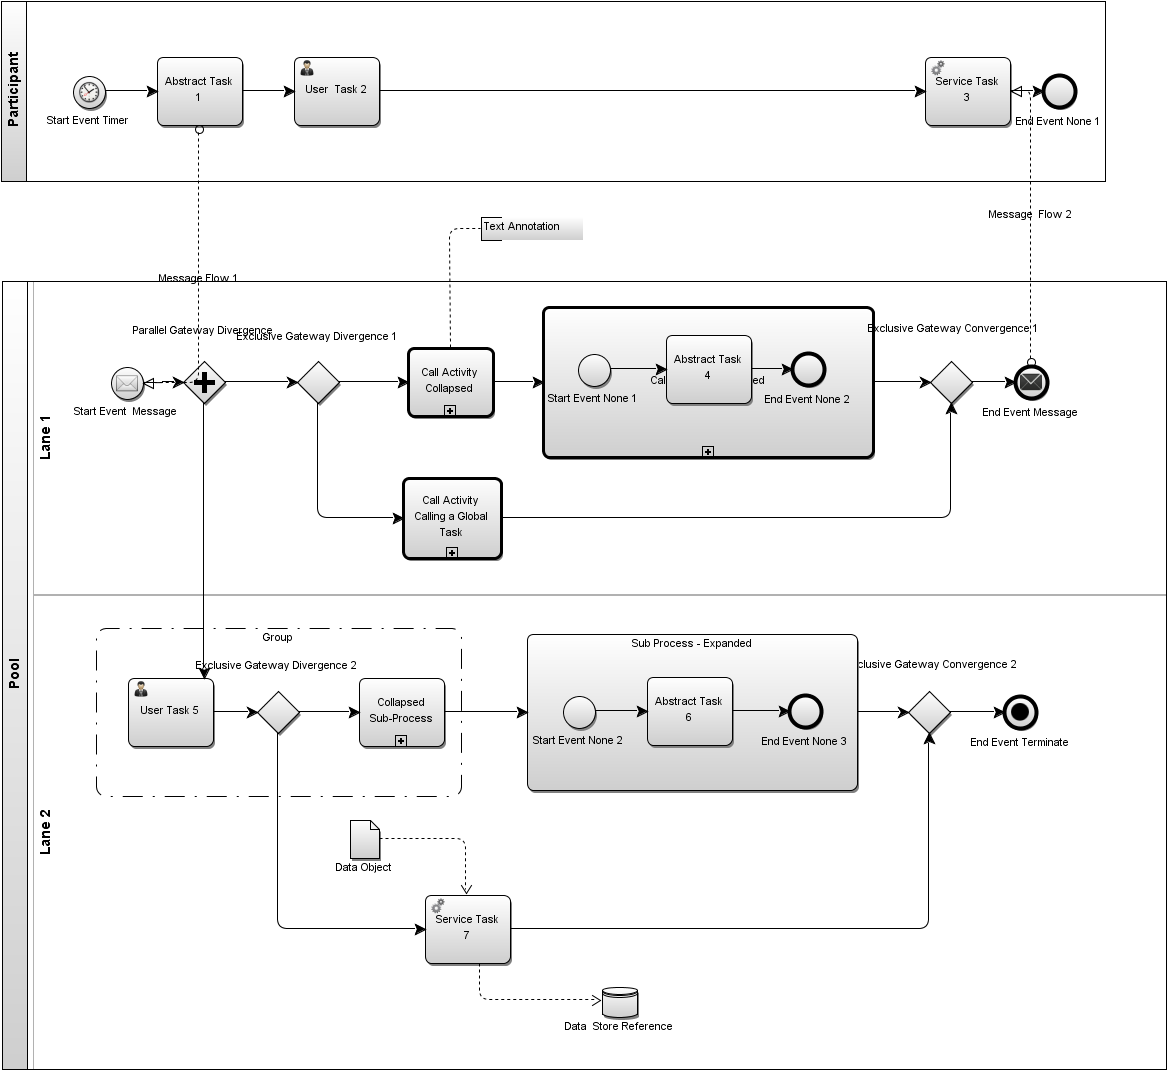 Participant
Start Event Timer
Abstract Task
1
User Task 2
Service Task
3
End Event None 1
Message Flow 1
Text Annotation
Message Flow 2
Pool
Lane 1
Start Event Message
Parallel Gateway Divergence
Exclusive Gateway Divergence 1
Call Activity
Collapsed
Call Activity
Calling a Global
Task
Start Event None 1
Abstract Task
4
End Event None 2
Exclusive Gateway Convergence 1
End Event Message
Lane 2
Group
User Task 5
Exclusive Gateway Divergence 2
Collapsed
Sub-Process
Sub Process - Expanded
Start Event None 2
Abstract Task
6
End Event None 3
clusive Gateway Convergence 2
End Event Terminate
Data Object
Service Task
7
Data Store Reference